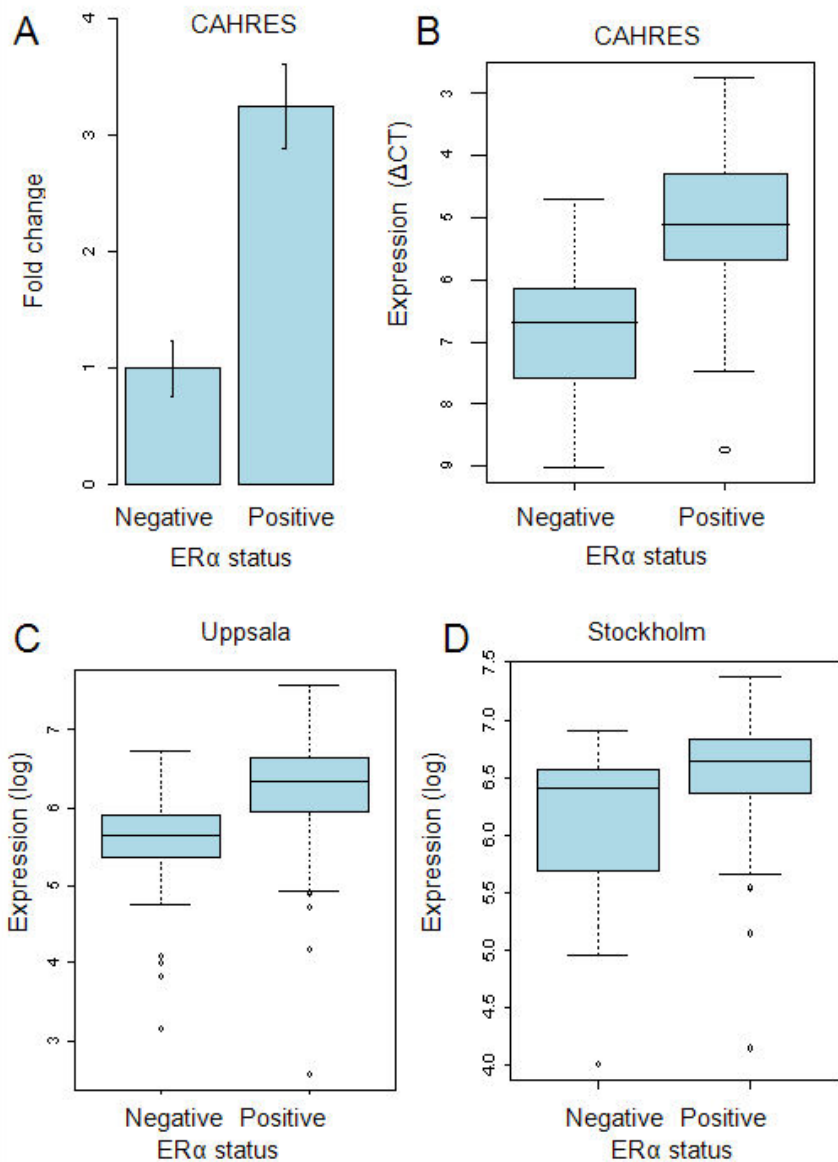 A
CAHRES
Fold change
4
3
2
1
0
Negative Positive
ERα status
B
CAHRES
Expression (ΔCT)
3
4
5
6
7
8
9
Negative Positive
ERα status
C
Uppsala
Expression (log)
7
6
5
4
3
Negative Positive
ERα status
D
Stockholm
Expression (log)
7.5
7.0
6.5
6.0
5.5
5.0
4.5
4.0
Negative Positive
ERα status